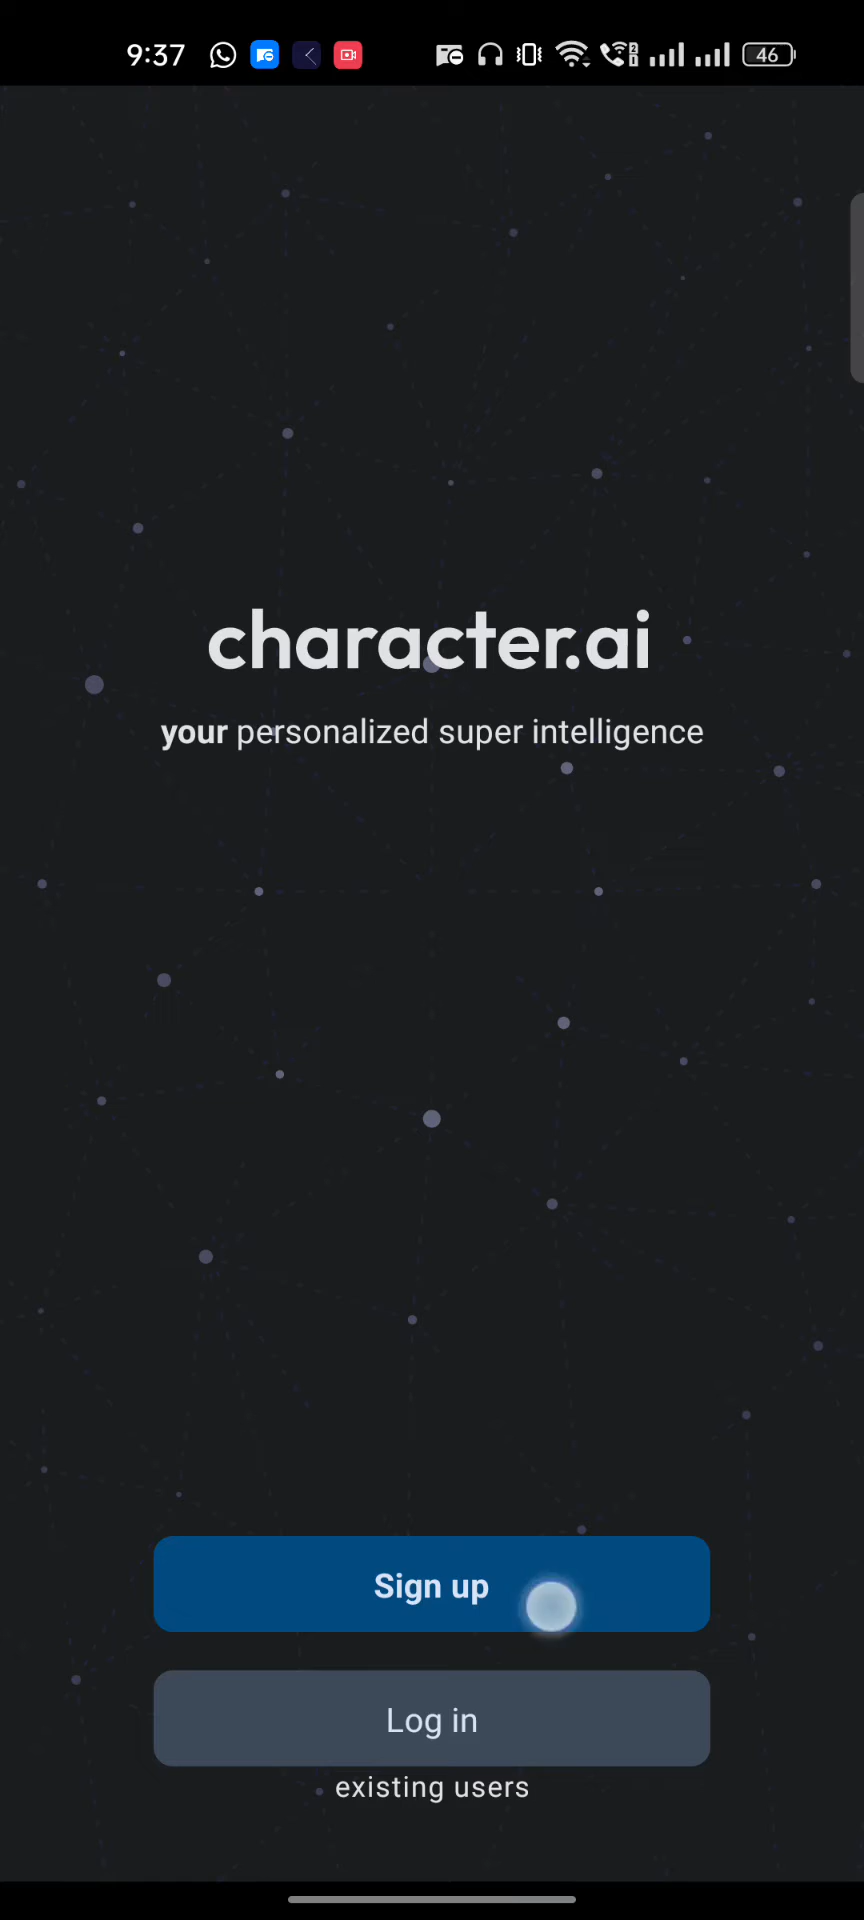 9:37
46
character.ai
your personalized super intelligence
Sign up
Log in
existing users